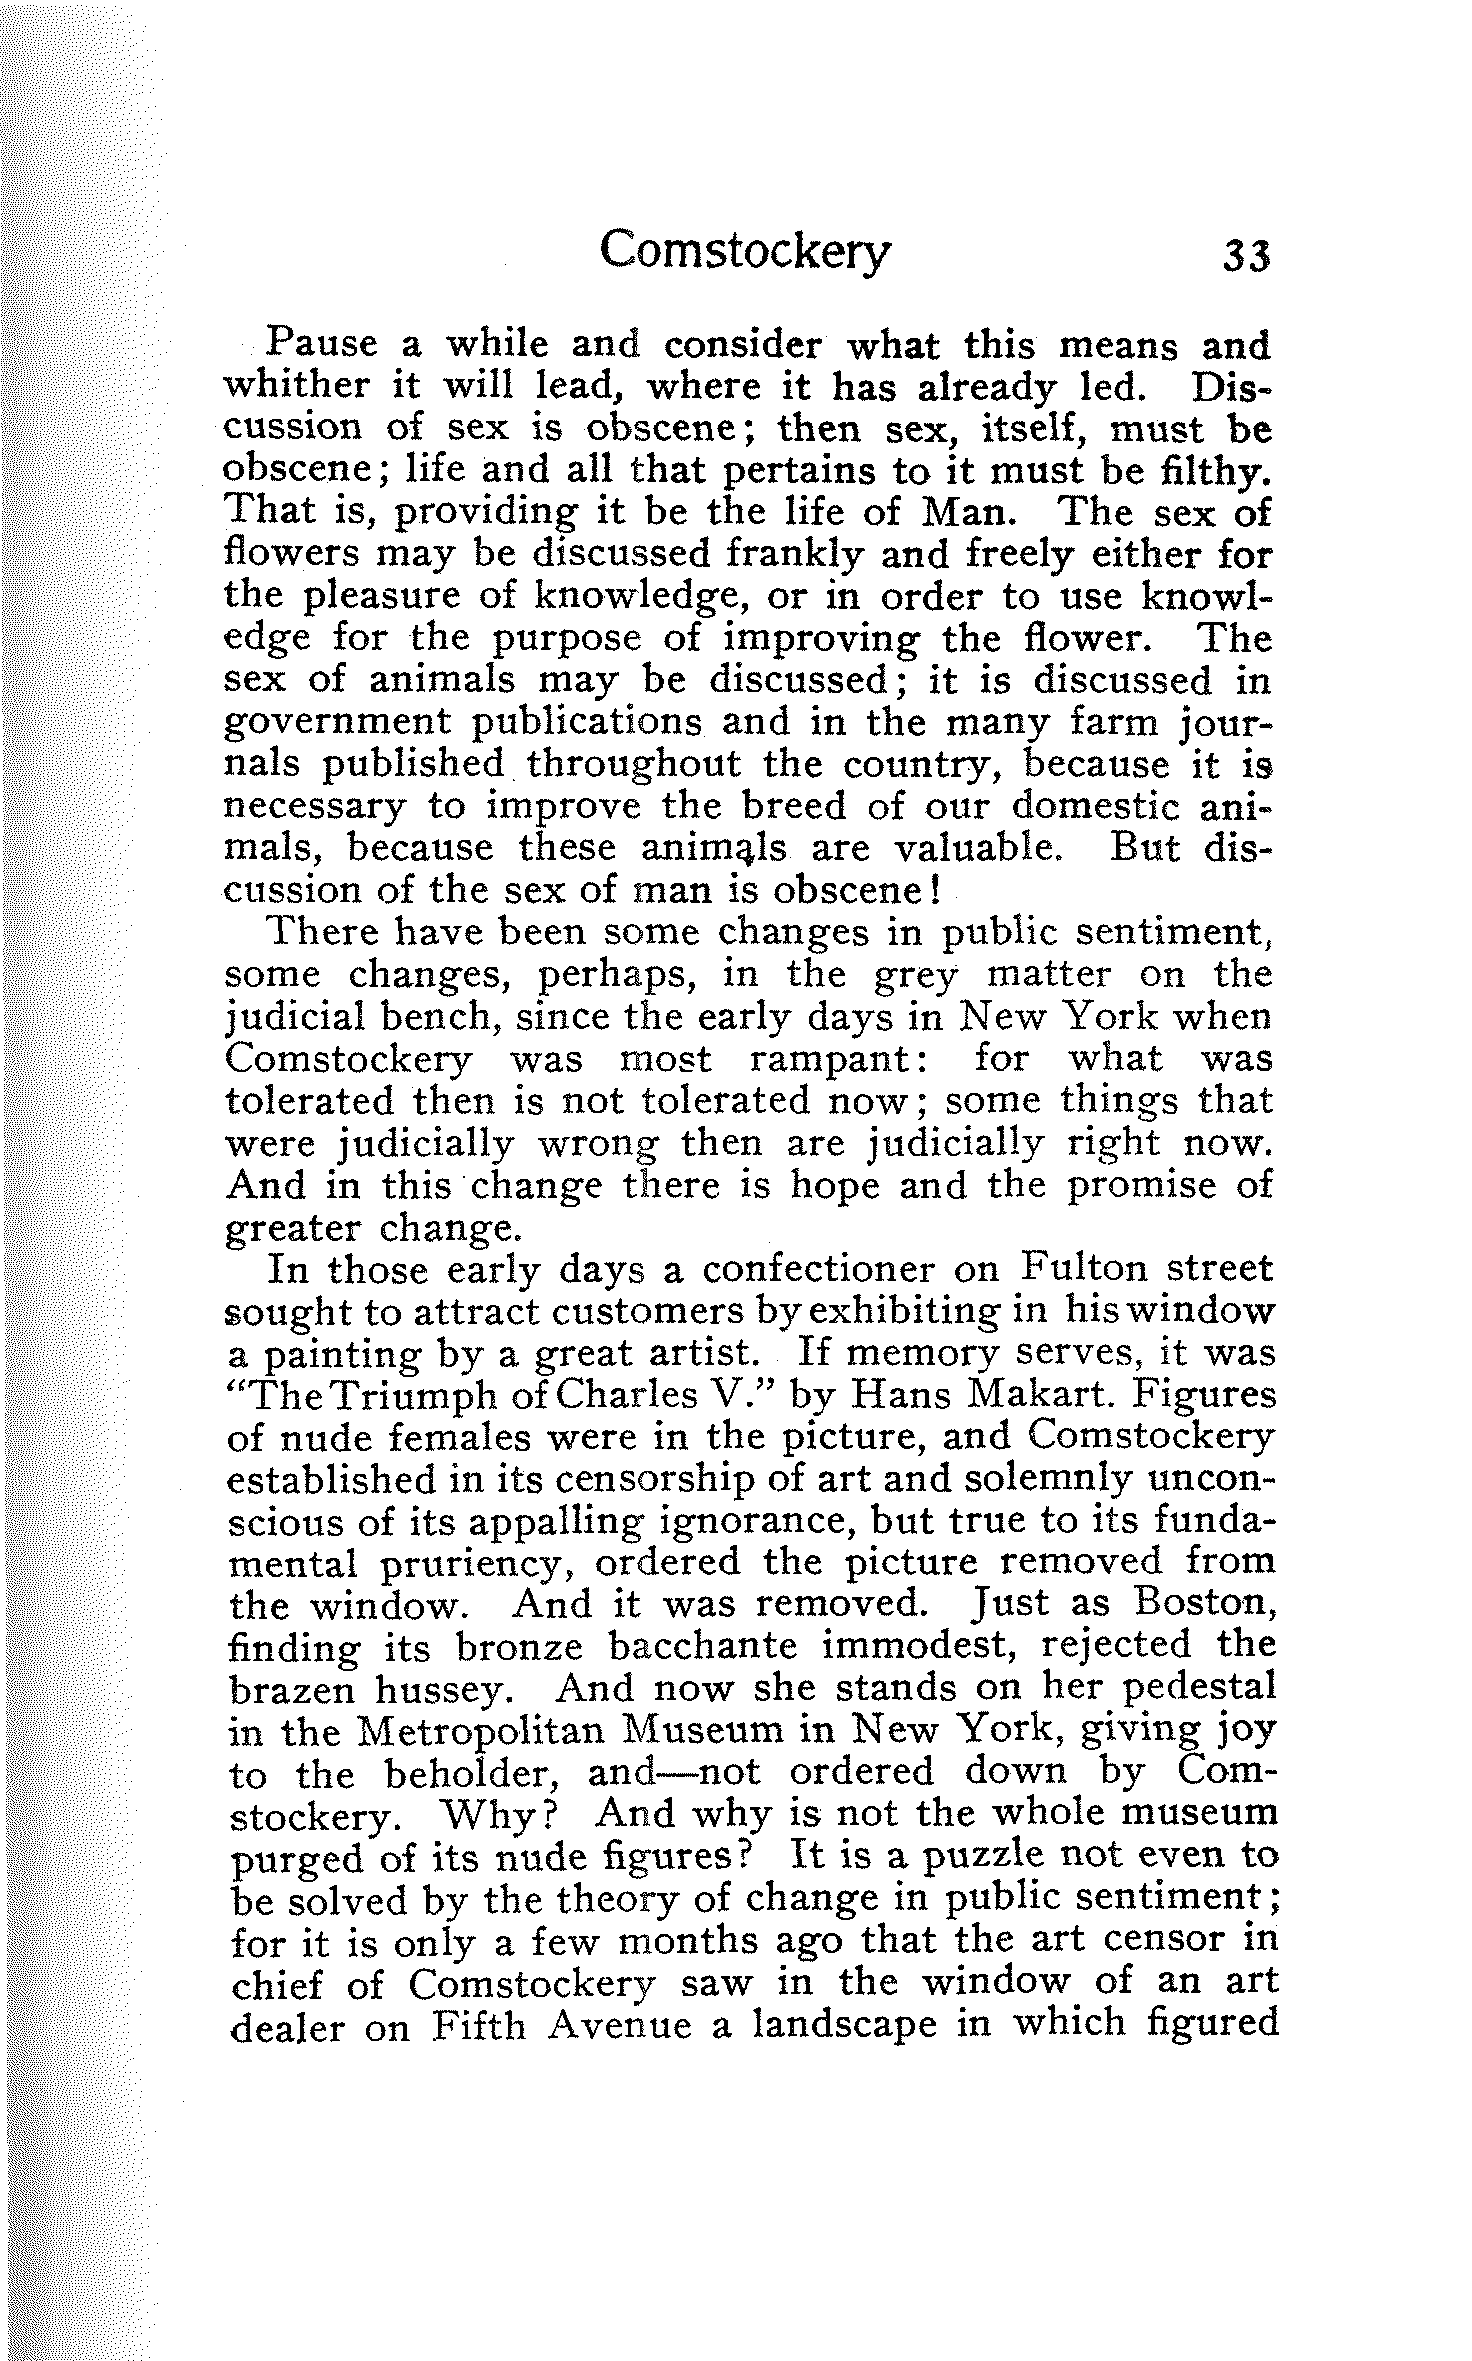 Comstockery 33
Pause a while and consider what this means and
whither it will lead, where it has already led. Dis-
cussion of sex is obscene; then sex, itself, must be
obscene; life and all that pertains to it must be filthy.
That is, providing it be the life of Man. The sex of
flowers may be discussed frankly and freely either for
the pleasure of knowledge, or in order to use knowl-
edge for the purpose of improving the flower. The
sex of animals may be discussed; it is discussed in
government publications and in the many farm jour-
nals published throughout the country, because it is
necessary to improve the breed of our domestic ani-
mals, because these animals are valuable. But dis-
cussion of the sex of man is obscene!
There have been some changes in public sentiment,
some changes, perhaps, in the grey matter on the
judicial bench, since the early days in New York when
Comstockery was most rampant: for what was
tolerated then is not tolerated now; some things that
were judicially wrong then are judicially right now.
And in this change there is hope and the promise of
greater change.
In those early days a confectioner on Fulton street
sought to attract customers by exhibiting in his window
a painting by a great artist. If memory serves, it was
"The Triumph of Charles V." by Hans Makart. Figures
of nude females were in the picture, and Comstockery
established in its censorship of art and solemnly uncon-
scious of its appalling ignorance, but true to its funda-
mental pruriency, ordered the picture removed from
the window. And it was removed. Just as Boston,
finding its bronze bacchante immodest, rejected the
brazen hussey. And now she stands on her pedestal
in the Metropolitan Museum in New York, giving joy
to the beholder, and—not ordered down by Com-
stockery. Why? And why is not the whole museum
purged of its nude figures? It is a puzzle not even to
be solved by the theory of change in public sentiment;
for it is only a few months ago that the art censor in
chief of Comstockery saw in the window of an art
dealer on Fifth Avenue a landscape in which figured